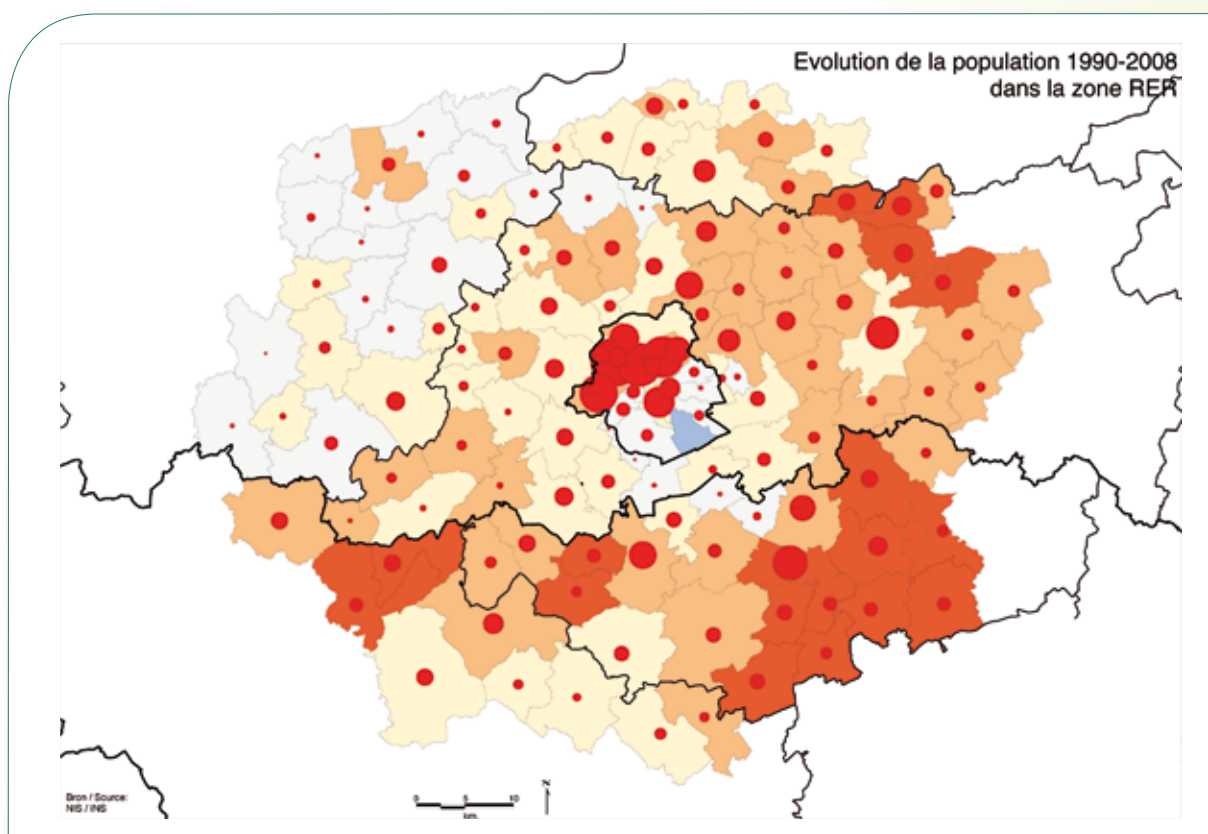 Evolution de la population 1990-2008
dans la zone RER
Bron / Source:
NIS / INS
0 5 10
km.
N